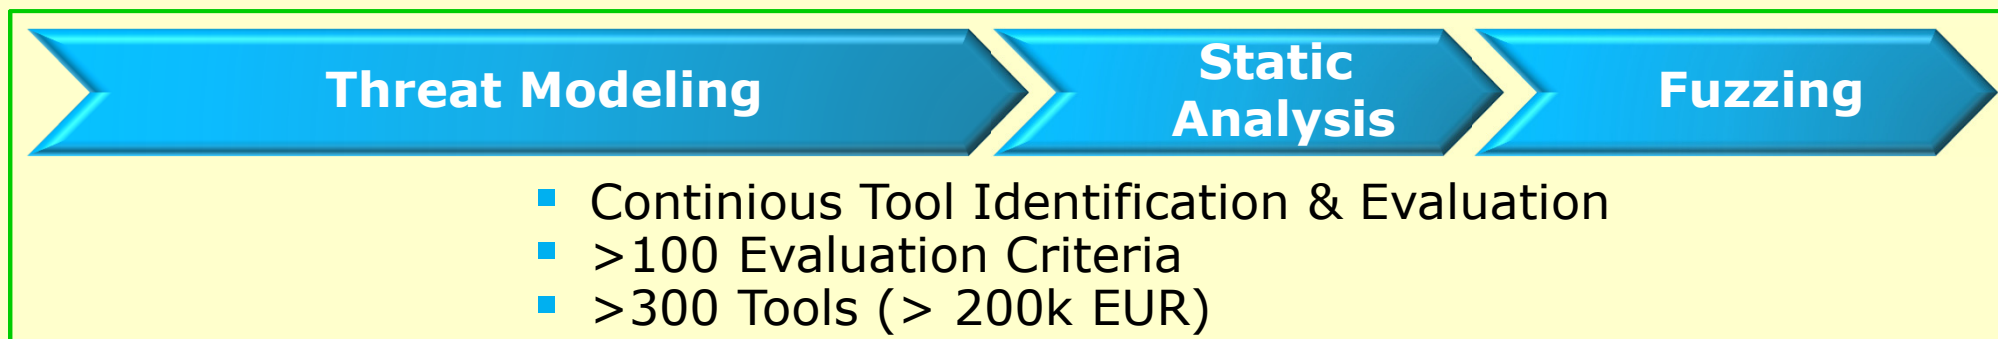 Threat Modeling
Static
Analysis
Fuzzing
Continious Tool Identification & Evaluation
>100 Evaluation Criteria
>300 Tools (> 200k EUR)